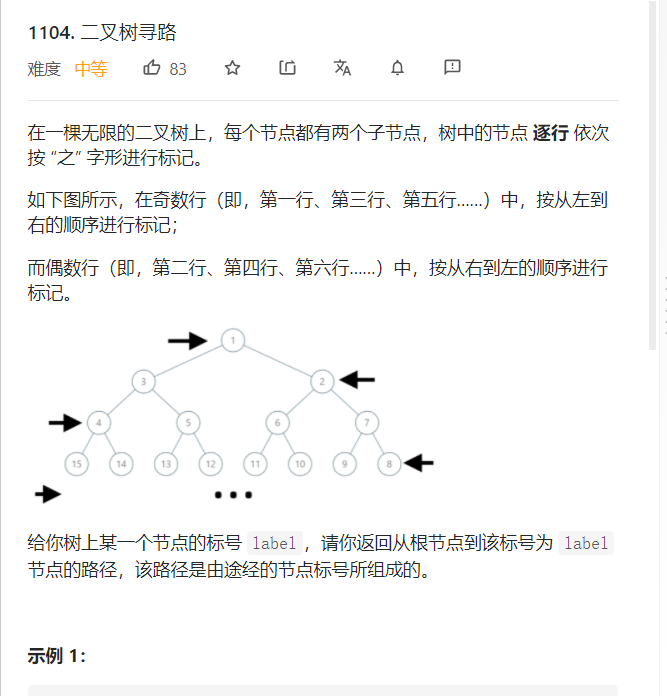 1104. 二叉树寻路
难度 中等 83
在一棵无限的二叉树上，每个节点都有两个子节点，树中的节点 逐行 依次
按 “之” 字形进行标记。
如下图所示，在奇数行（即，第一行、第三行、第五行……）中，按从左到
右的顺序进行标记；
而偶数行（即，第二行、第四行、第六行……）中，按从右到左的顺序进行
标记。
1
3 2
4 5 6 7
15 14 13 12 11 10 9 8
给你树上某一个节点的标号 label，请你返回从根节点到该标号为 label
节点的路径，该路径是由途经的节点标号所组成的。
示例 1：